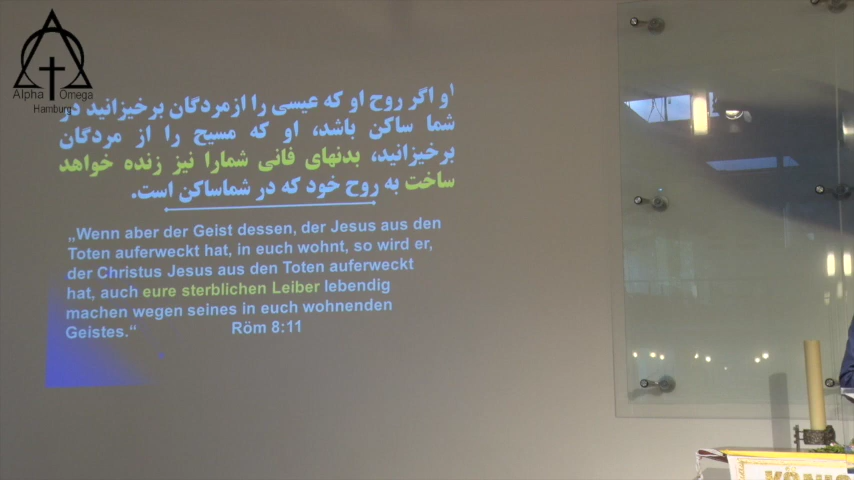 Alpha Omega
Hamburg
و اگر روح او که عیسی را ازمردگان برخیزانید در
شما ساکن باشد، او که مسیح را از مردگان
برخیزانید، بدنهای فانی شمارا نیز زنده خواهد
ساخت به روح خود که در شماساکن است.
„Wenn aber der Geist dessen, der Jesus aus den
Toten auferweckt hat, in euch wohnt, so wird er,
der Christus Jesus aus den Toten auferweckt
hat, auch eure sterblichen Leiber lebendig
machen wegen seines in euch wohnenden
Geistes.“ Röm 8:11